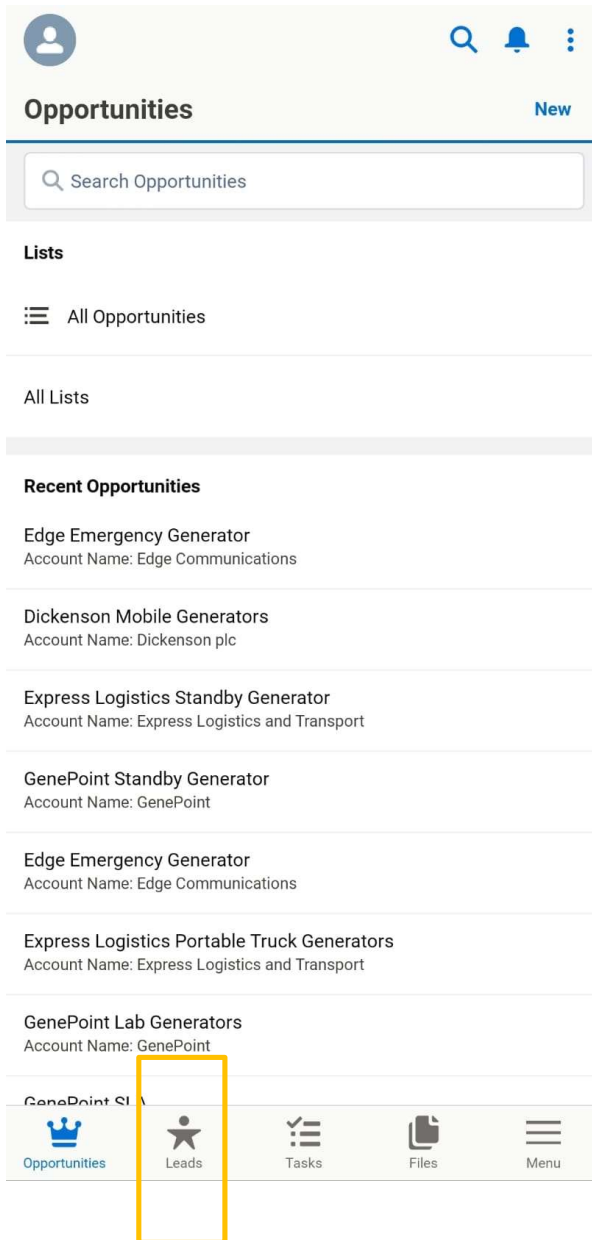 Opportunities
New
Search Opportunities
Lists
All Opportunities
All Lists
Recent Opportunities
Edge Emergency Generator
Account Name: Edge Communications
Dickenson Mobile Generators
Account Name: Dickenson plc
Express Logistics Standby Generator
Account Name: Express Logistics and Transport
GenePoint Standby Generator
Account Name: GenePoint
Edge Emergency Generator
Account Name: Edge Communications
Express Logistics Portable Truck Generators
Account Name: Express Logistics and Transport
GenePoint Lab Generators
Account Name: GenePoint
GenePoint SLA
Opportunities Leads Tasks Files Menu